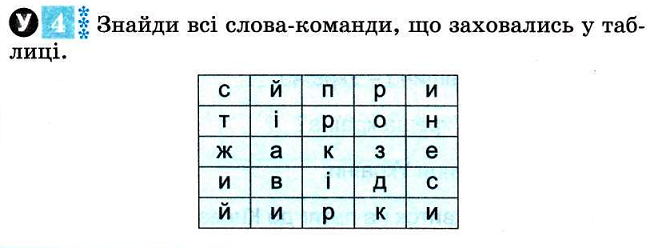 У 4 Знайди всі слова-команди, що заховались у таб-
лиці.
с й п р и
т і р о н
ж а к з е
и в і д с
й и р к и